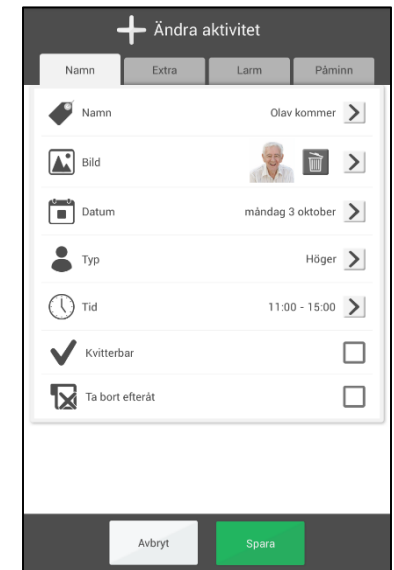 Ändra aktivitet
Namn Extra Larm Påminn
Namn Olav kommer
Bild
Datum måndag 3 oktober
Typ Höger
Tid 11:00 - 15:00
Kvitterbar
Ta bort efteråt
Avbryt Spara